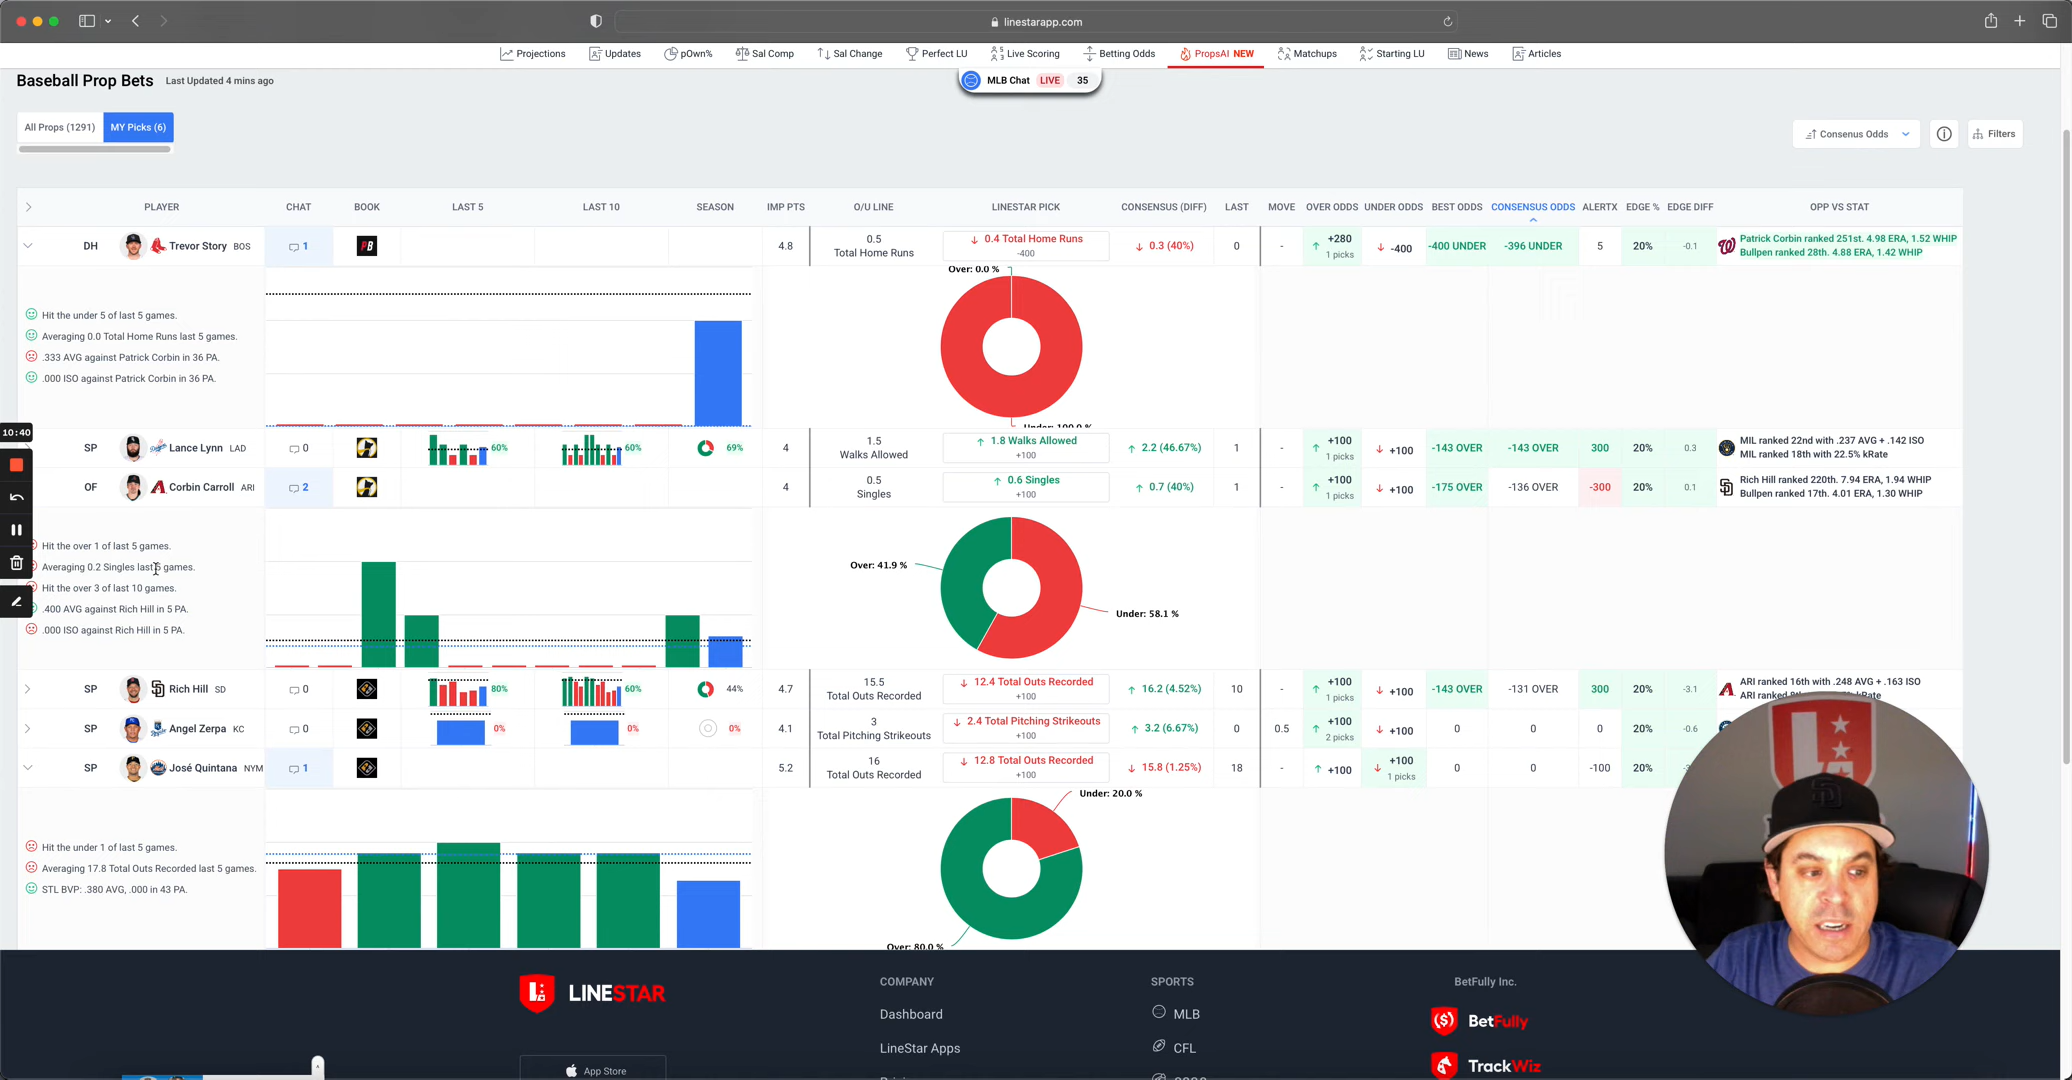 linestarapp.com
Projections
Updates
pOwn%
Sal Comp
Sal Change
Perfect LU
Live Scoring
Betting Odds
PropsAI NEW
Matchups
Starting LU
News
Articles
Baseball Prop Bets
Last Updated 4 mins ago
MLB Chat LIVE 35
All Props (1291)
MY Picks (6)
Consenus Odds
Filters
PLAYER CHAT BOOK LAST 5 LAST 10 SEASON IMP PTS O/U LINE LINESTAR PICK CONSENSUS (DIFF) LAST MOVE OVER ODDS UNDER ODDS BEST ODDS CONSENSUS ODDS ALERTX EDGE % EDGE DIFF OPP VS STAT
DH Trevor Story BOS 1 PB 4.8
0.5
Total Home Runs
0.4 Total Home Runs
-400
0.3 (40%) 0 -
+280
1 picks
-400 -400 UNDER -396 UNDER 5 20% -0.1
Patrick Corbin ranked 251st. 4.98 ERA, 1.52 WHIP
Bullpen ranked 28th. 4.88 ERA, 1.42 WHIP
Over: 0.0 %
Hit the under 5 of last 5 games.
Averaging 0.0 Total Home Runs last 5 games.
.333 AVG against Patrick Corbin in 36 PA.
.000 ISO against Patrick Corbin in 36 PA.
Under: 100.0 %
10:40
SP Lance Lynn LAD 0 60% 60% 69% 4
1.5
Walks Allowed
1.8 Walks Allowed
+100
2.2 (46.67%) 1 -
+100
1 picks
+100 -143 OVER -143 OVER 300 20% 0.3
MIL ranked 22nd with .237 AVG + .142 ISO
MIL ranked 18th with 22.5% kRate
OF Corbin Carroll ARI 2 4
0.5
Singles
0.6 Singles
+100
0.7 (40%) 1 -
+100
1 picks
+100 -175 OVER -136 OVER -300 20% 0.1
Rich Hill ranked 220th. 7.94 ERA, 1.94 WHIP
Bullpen ranked 17th. 4.01 ERA, 1.30 WHIP
Hit the over 1 of last 5 games.
Averaging 0.2 Singles last 5 games.
Hit the over 3 of last 10 games.
.400 AVG against Rich Hill in 5 PA.
.000 ISO against Rich Hill in 5 PA.
Over: 41.9 %
Under: 58.1 %
SP Rich Hill SD 0 80% 60% 44% 4.7
15.5
Total Outs Recorded
12.4 Total Outs Recorded
+100
16.2 (4.52%) 10 -
+100
1 picks
+100 -143 OVER -131 OVER 300 20% -3.1
ARI ranked 16th with .248 AVG + .163 ISO
ARI ranked kRate
SP Angel Zerpa KC 0 0% 0% 0% 4.1
3
Total Pitching Strikeouts
2.4 Total Pitching Strikeouts
+100
3.2 (6.67%) 0 0.5
+100
2 picks
+100 0 0 0 20% -0.6
SP José Quintana NYM 1 5.2
16
Total Outs Recorded
12.8 Total Outs Recorded
+100
15.8 (1.25%) 18 -
+100
+100
1 picks
0 0 -100 20%
Under: 20.0 %
Hit the under 1 of last 5 games.
Averaging 17.8 Total Outs Recorded last 5 games.
STL BVP: .380 AVG, .000 in 43 PA.
Over: 80.0 %
LINESTAR
App Store
COMPANY
Dashboard
LineStar Apps
SPORTS
MLB
CFL
BetFully Inc.
BetFully
TrackWiz